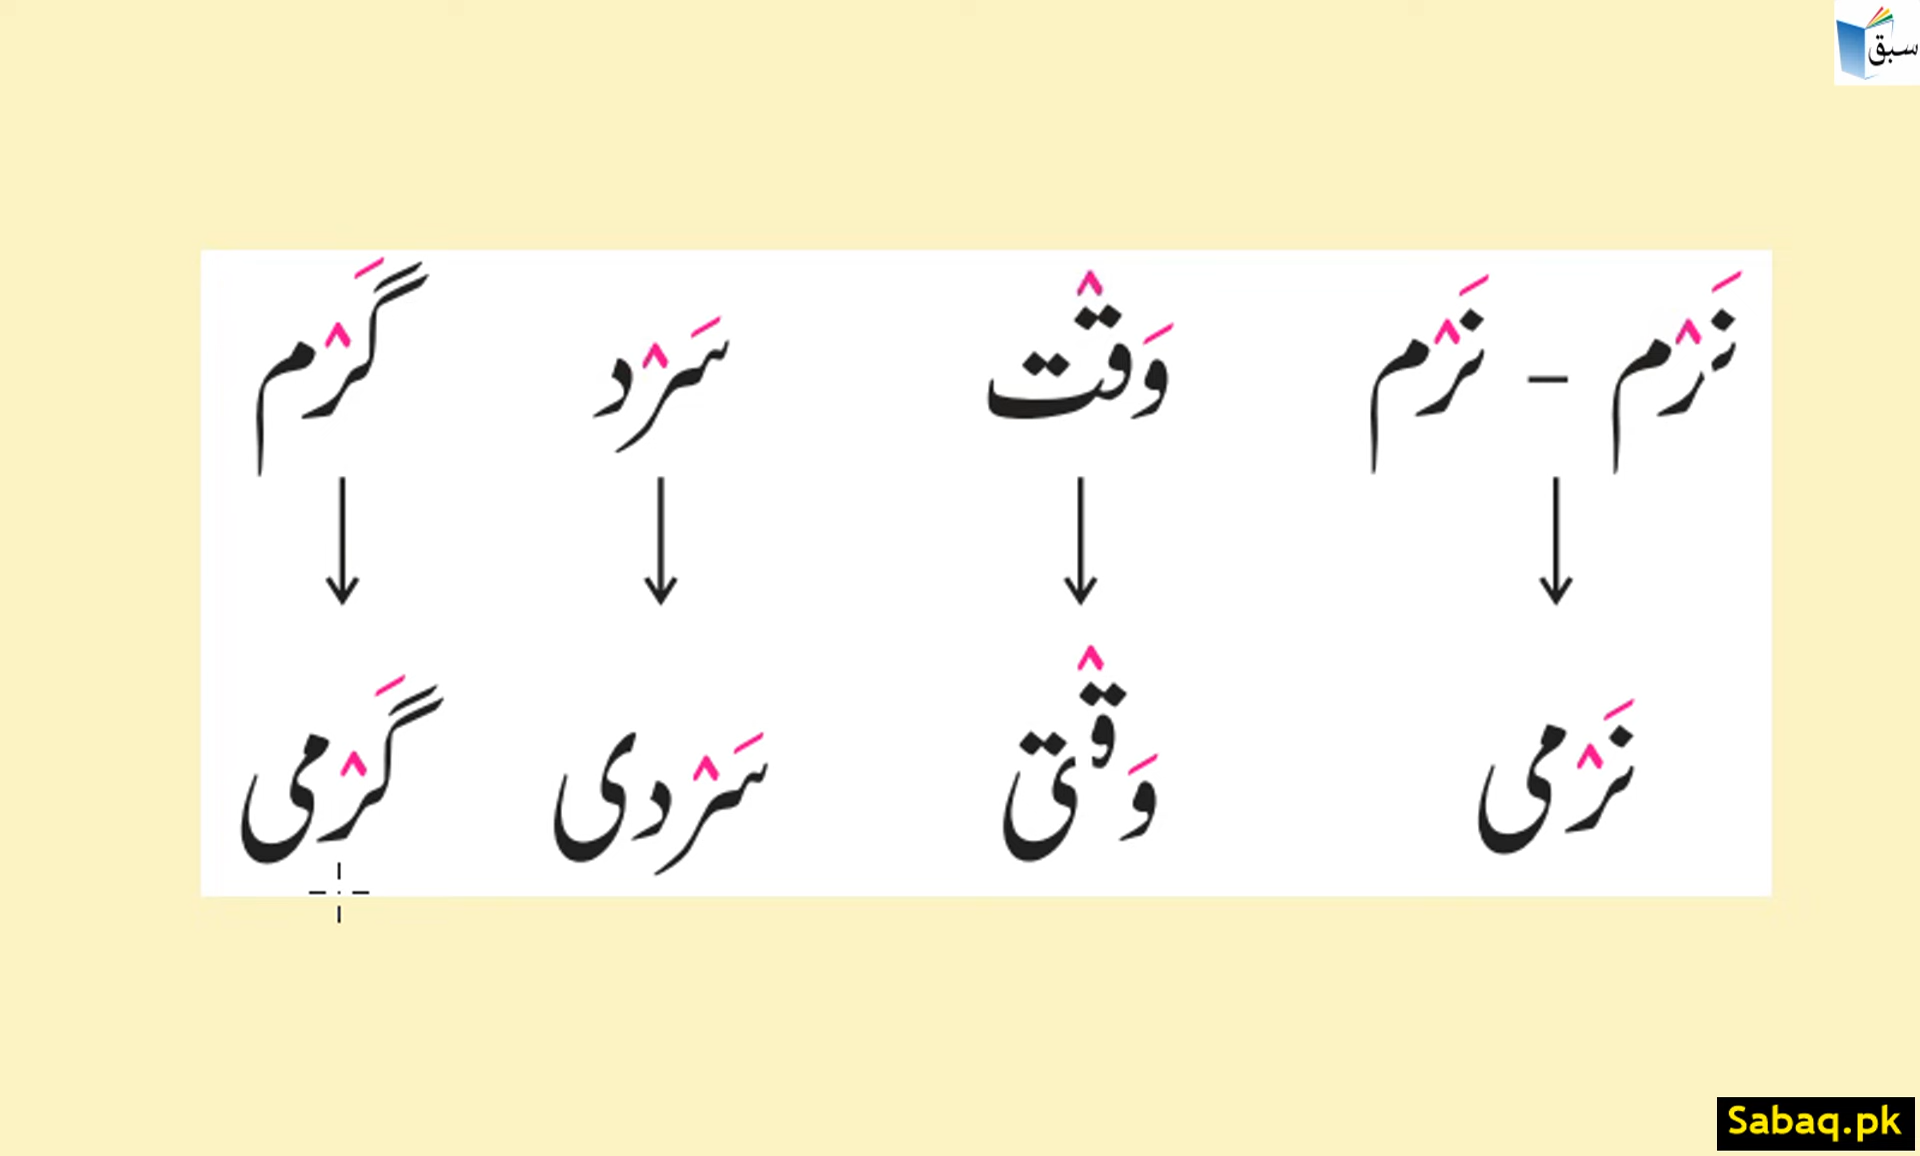 سبق
نَرْم – نَرْم وَقْت سَرْد گَرْم
نَرْمی وَقْتی سَرْدی گَرْمی
Sabaq.pk